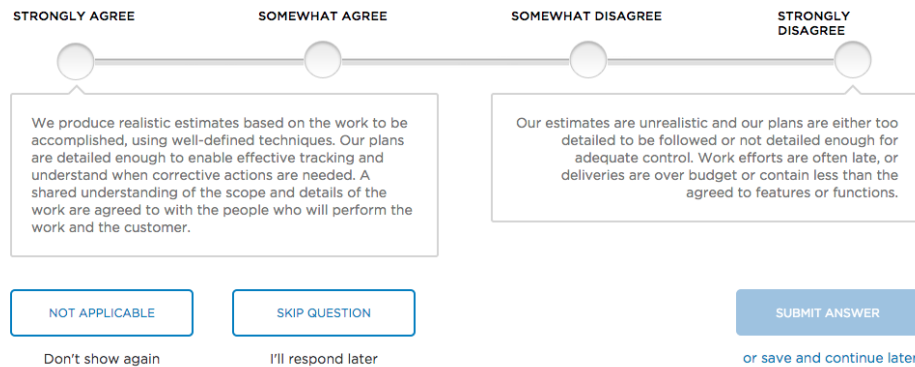 STRONGLY AGREE
SOMEWHAT AGREE
SOMEWHAT DISAGREE
STRONGLY
DISAGREE
We produce realistic estimates based on the work to be
accomplished, using well-defined techniques. Our plans
are detailed enough to enable effective tracking and
understand when corrective actions are needed. A
shared understanding of the scope and details of the
work are agreed to with the people who will perform the
work and the customer.
Our estimates are unrealistic and our plans are either too
detailed to be followed or not detailed enough for
adequate control. Work efforts are often late, or
deliveries are over budget or contain less than the
agreed to features or functions.
NOT APPLICABLE
SKIP QUESTION
SUBMIT ANSWER
Don't show again
I'll respond later
or save and continue later